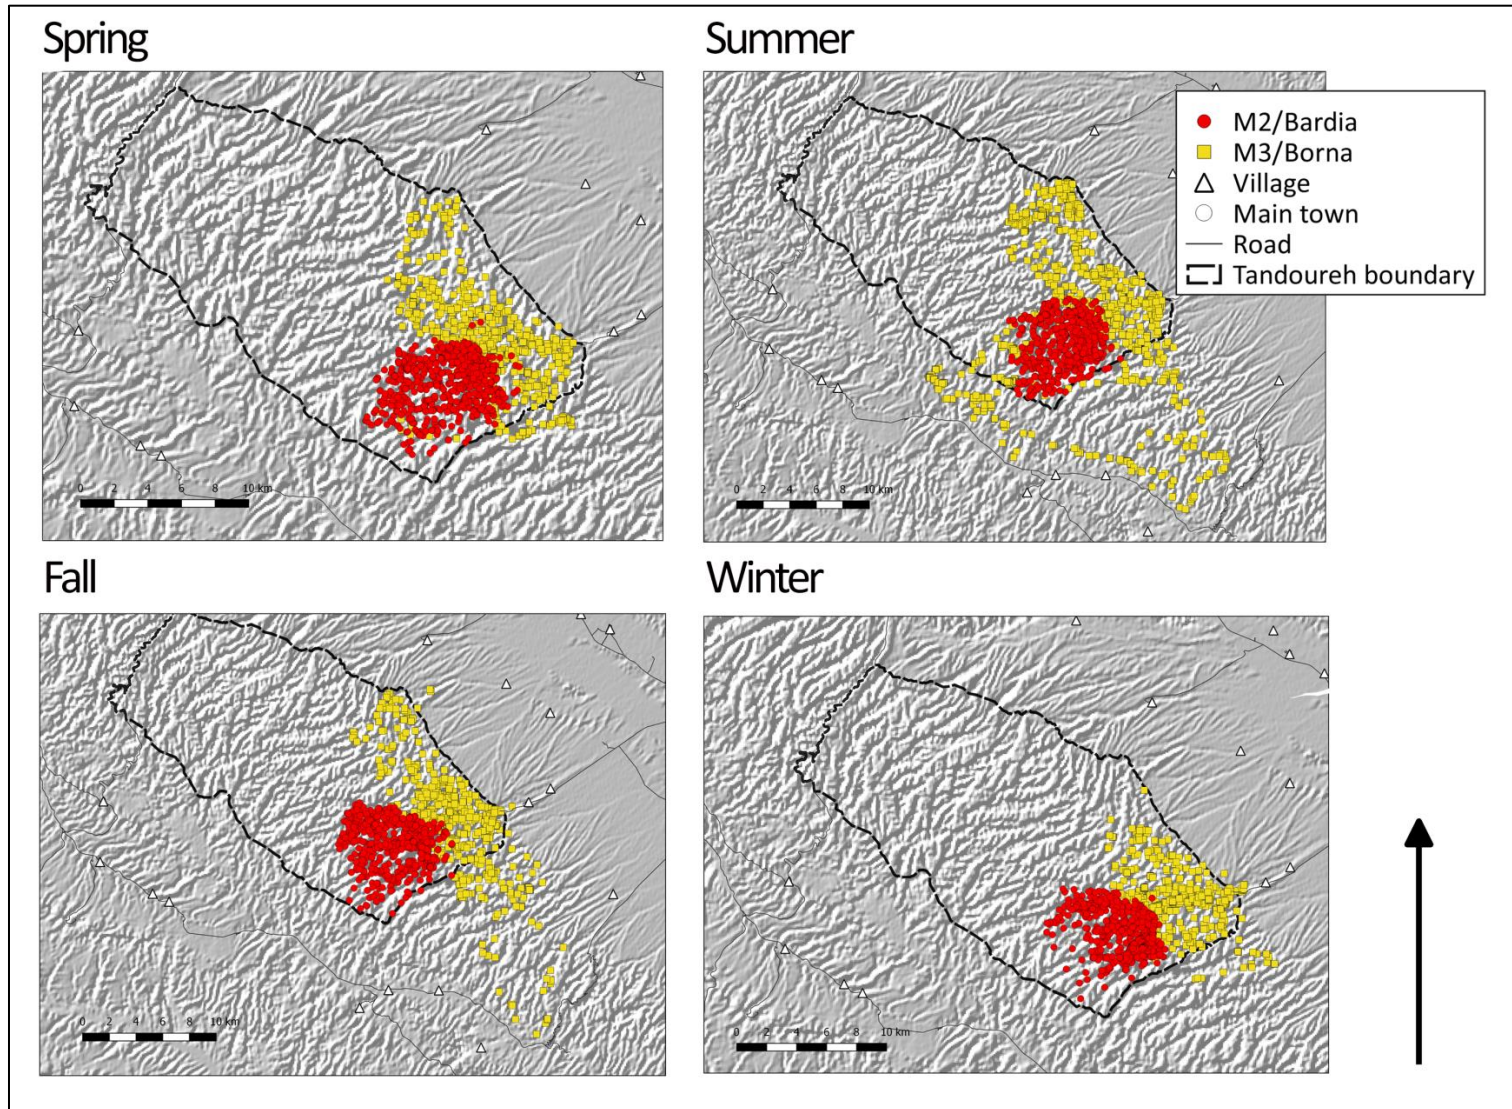 Spring
Summer
M2/Bardia
M3/Borna
Village
Main town
Road
Tandoureh boundary
0 2 4 6 8 10 km
0 2 4 6 8 10 km
Fall
Winter
0 2 4 6 8 10 km
0 2 4 6 8 10 km